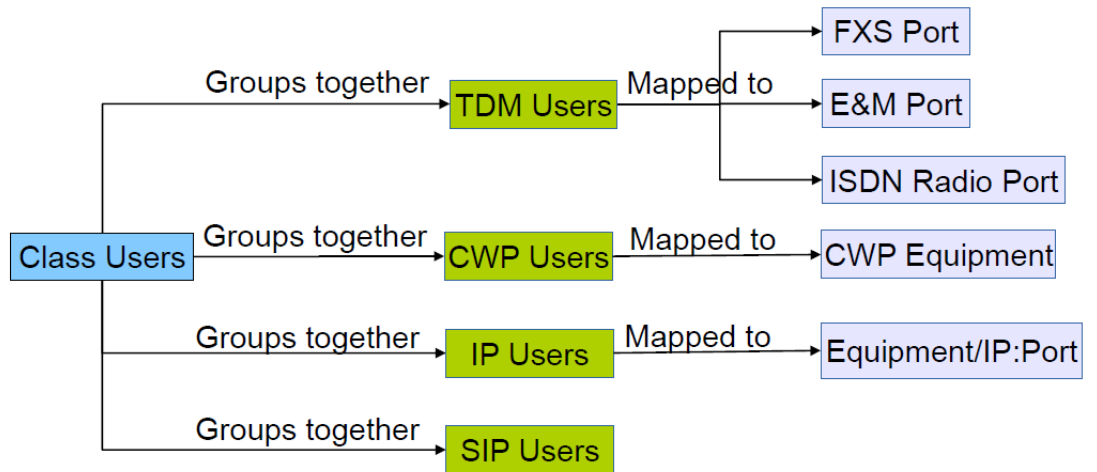 FXS Port
Groups together
Mapped to
TDM Users
E&M Port
ISDN Radio Port
Class Users
Groups together
CWP Users
Mapped to
CWP Equipment
Groups together
IP Users
Mapped to
Equipment/IP:Port
Groups together
SIP Users